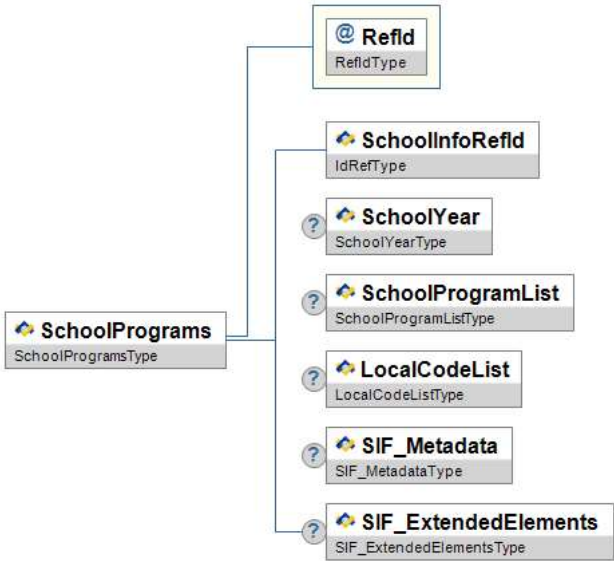 @ RefId
RefIdType
SchoolInfoRefId
IdRefType
? SchoolYear
SchoolYearType
? SchoolProgramList
SchoolProgramListType
SchoolPrograms
SchoolProgramsType
? LocalCodeList
LocalCodeListType
? SIF_Metadata
SIF_MetadataType
? SIF_ExtendedElements
SIF_ExtendedElementsType